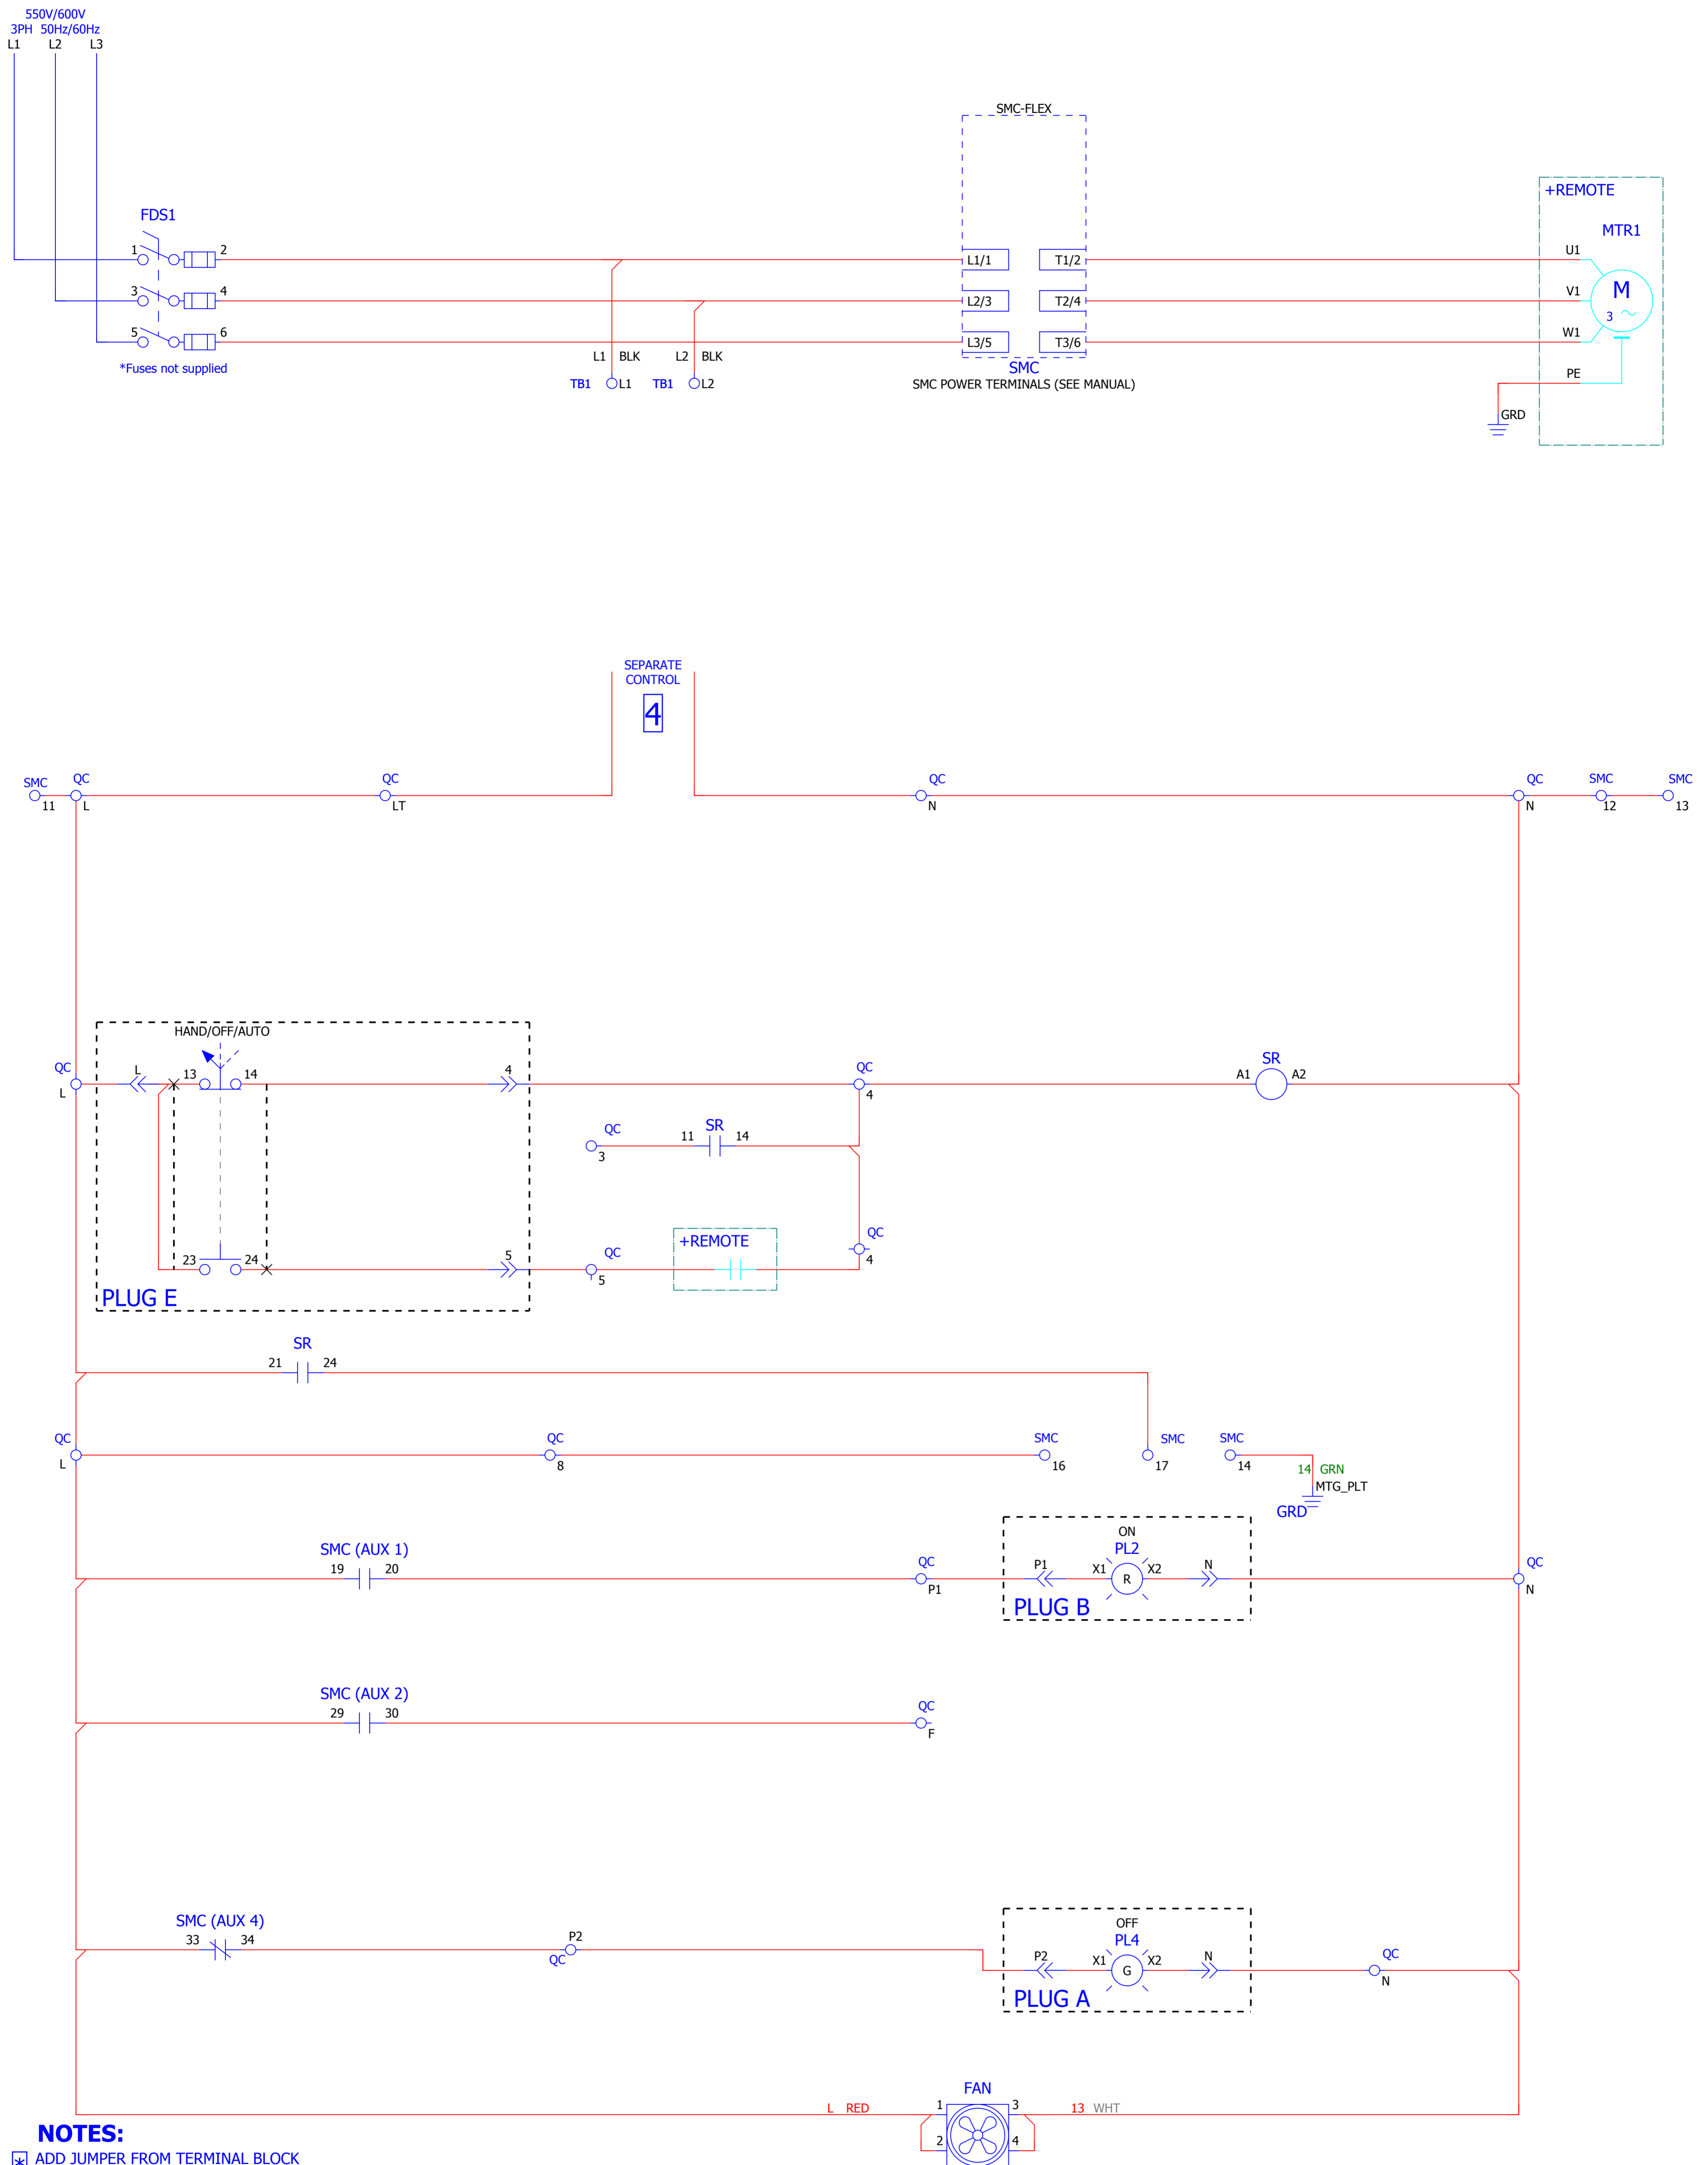 550V/600V
3PH 50Hz/60Hz
L1 L2 L3
SMC-FLEX
+REMOTE
FDS1
MTR1
1 2 L1/1 T1/2 U1
3 4 L2/3 T2/4 V1 M
3
5 6 L3/5 T3/6 W1
L1 BLK L2 BLK
*Fuses not supplied
SMC
PE
TB1 L1 TB1 L2
SMC POWER TERMINALS (SEE MANUAL)
GRD
SEPARATE
CONTROL
4
SMC QC QC QC QC SMC SMC
11 L LT N N 12 13
HAND/OFF/AUTO
QC L 13 14 4 QC SR
A1 A2
L 4
QC 11 SR 14
3
+REMOTE QC
23 24 5 QC 4
5
PLUG E
SR
21 24
QC QC SMC SMC SMC
L 8 16 17 14
14 GRN
MTG_PLT
GRD
ON
SMC (AUX 1) PL2
19 20 QC P1 X1 R X2 N QC
P1 N
PLUG B
SMC (AUX 2)
29 30 QC
F
SMC (AUX 4) OFF
33 34 P2 PL4
QC P2 X1 G X2 N QC
N
PLUG A
FAN
L RED 1 3 13 WHT
2 4
NOTES:
* ADD JUMPER FROM TERMINAL BLOCK